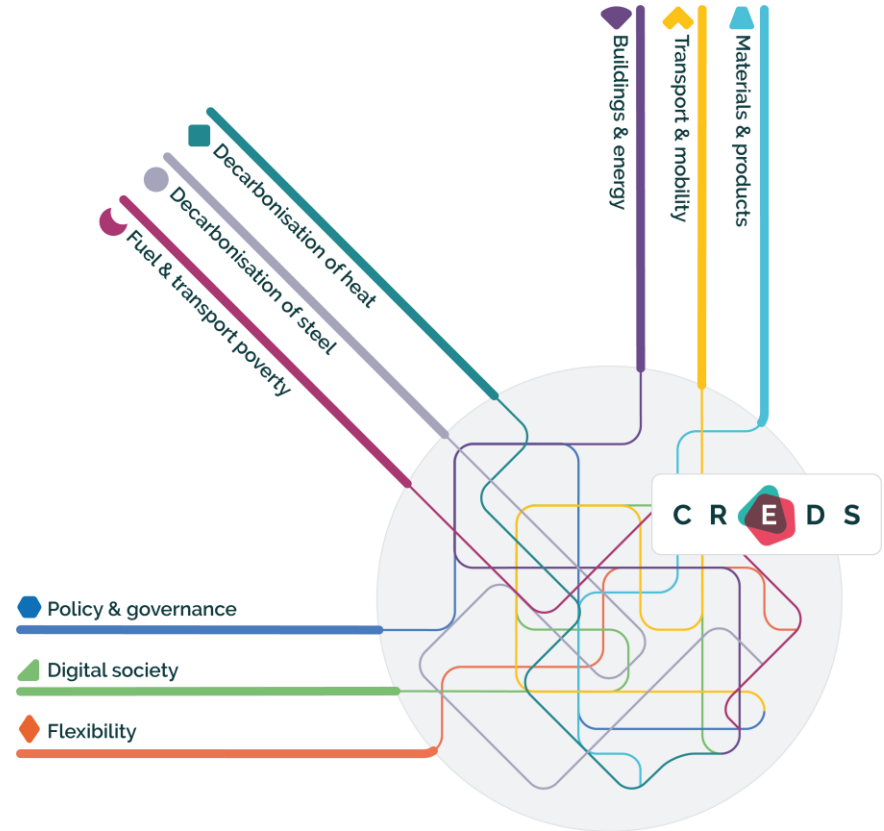 Buildings & energy
Transport & mobility
Materials & products
Decarbonisation of heat
Decarbonisation of steel
Fuel & transport poverty
CREDS
Policy & governance
Digital society
Flexibility